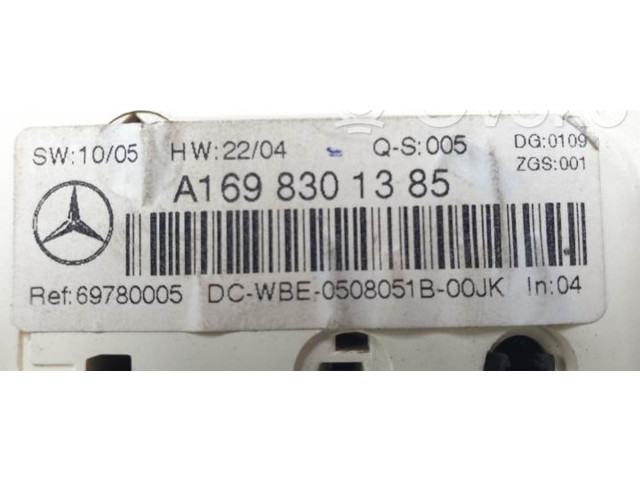 SW:10/05 HW:22/04 Q-S:005 DG:0109
ZGS:001
A169 830 13 85
Ref:69780005 DC-WBE-0508051B-00JK In:04